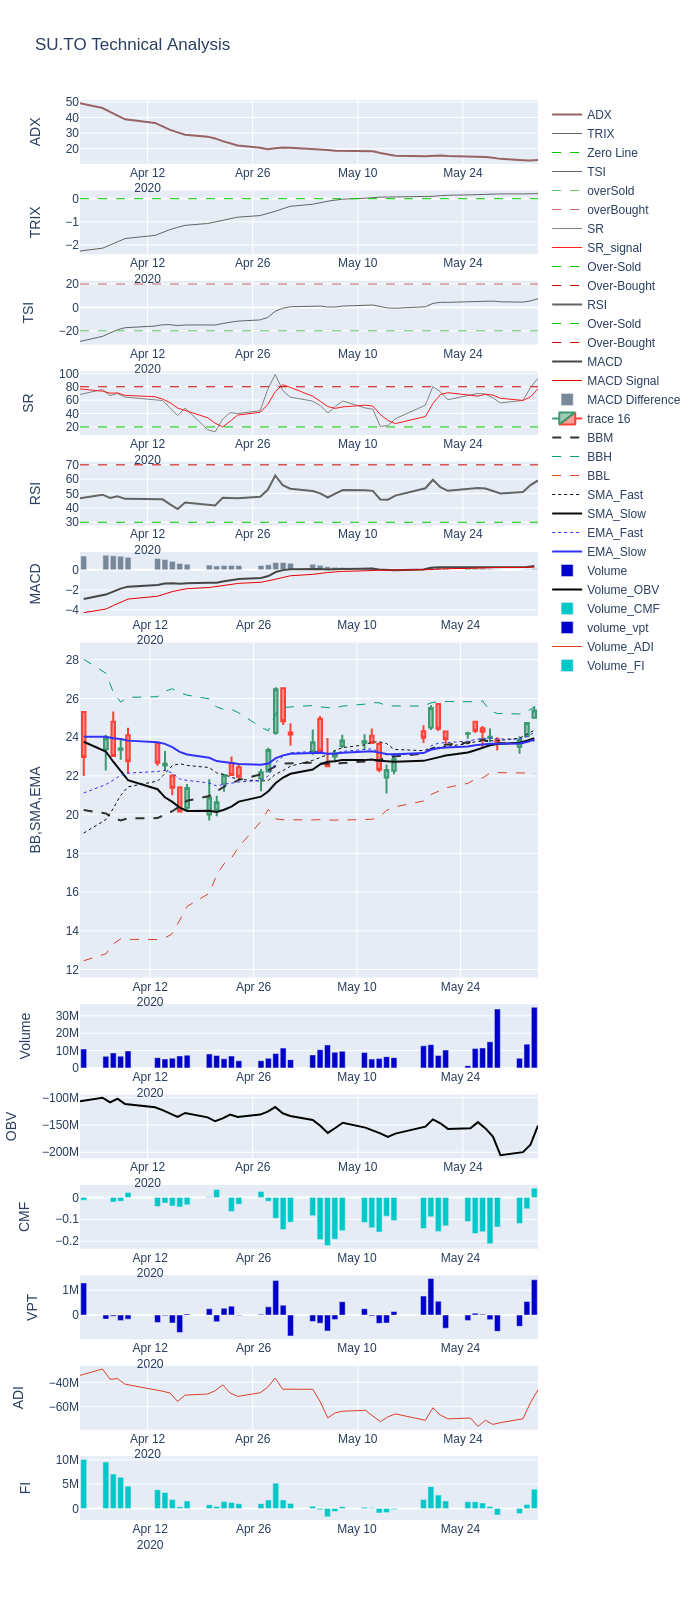 SU.TO Technical Analysis
ADX
50
40
30
20
Apr 12
2020
Apr 26
May 10
May 24
TRIX
0
−1
−2
Apr 12
2020
Apr 26
May 10
May 24
TSI
20
0
−20
Apr 12
2020
Apr 26
May 10
May 24
SR
100
80
60
40
20
Apr 12
2020
Apr 26
May 10
May 24
RSI
70
60
50
40
30
Apr 12
2020
Apr 26
May 10
May 24
MACD
0
−2
−4
Apr 12
2020
Apr 26
May 10
May 24
BB,SMA,EMA
28
26
24
22
20
18
16
14
12
Apr 12
2020
Apr 26
May 10
May 24
Volume
30M
20M
10M
0
Apr 12
2020
Apr 26
May 10
May 24
OBV
−100M
−150M
−200M
Apr 12
2020
Apr 26
May 10
May 24
CMF
0
−0.1
−0.2
Apr 12
2020
Apr 26
May 10
May 24
VPT
1M
0
Apr 12
2020
Apr 26
May 10
May 24
ADI
−40M
−60M
Apr 12
2020
Apr 26
May 10
May 24
FI
10M
5M
0
Apr 12
2020
Apr 26
May 10
May 24
ADX
TRIX
Zero Line
TSI
overSold
overBought
SR
SR_signal
Over-Sold
Over-Bought
RSI
Over-Sold
Over-Bought
MACD
MACD Signal
MACD Difference
trace 16
BBM
BBH
BBL
SMA_Fast
SMA_Slow
EMA_Fast
EMA_Slow
Volume
Volume_OBV
Volume_CMF
volume_vpt
Volume_ADI
Volume_FI